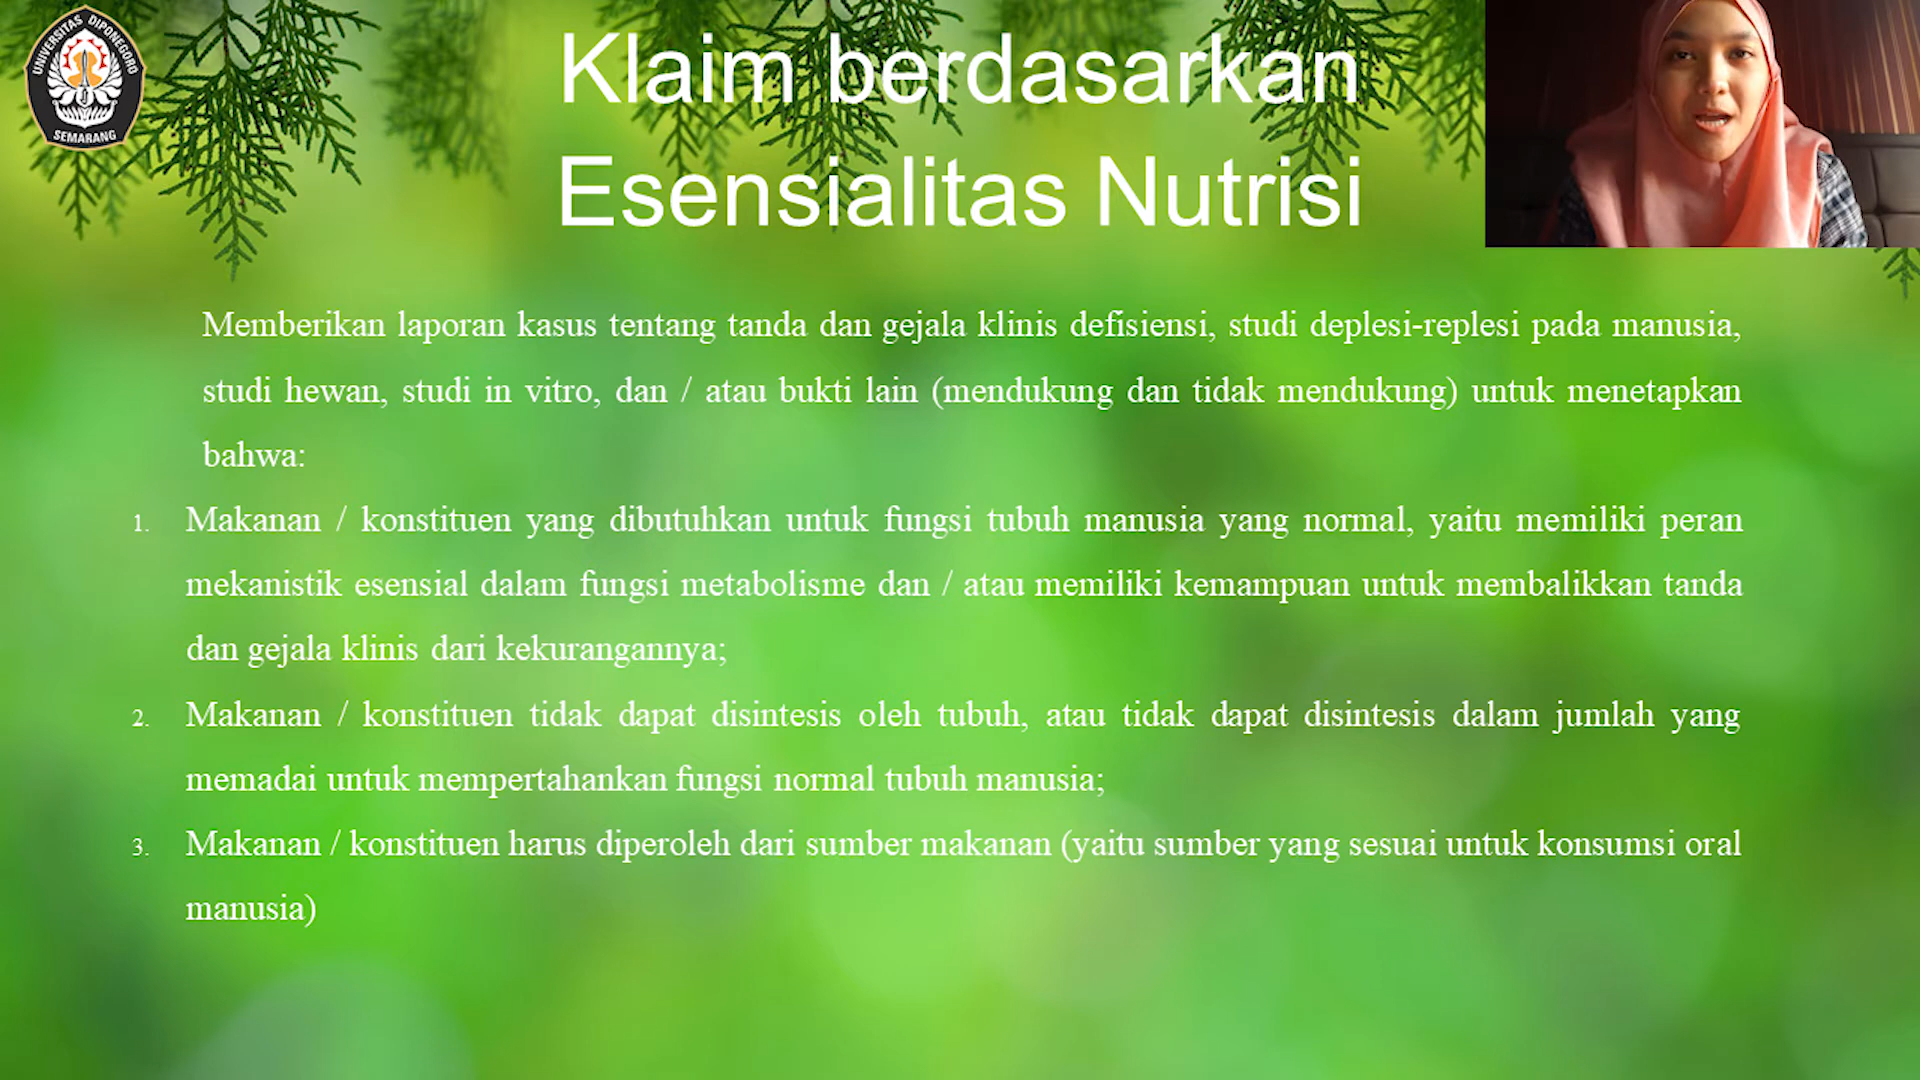 UNIVERSITAS DIPONEGORO
SEMARANG
Klaim berdasarkan
Esensialitas Nutrisi
Memberikan laporan kasus tentang tanda dan gejala klinis defisiensi, studi deplesi-replesi pada manusia,
studi hewan, studi in vitro, dan / atau bukti lain (mendukung dan tidak mendukung) untuk menetapkan
bahwa:
1. Makanan / konstituen yang dibutuhkan untuk fungsi tubuh manusia yang normal, yaitu memiliki peran
mekanistik esensial dalam fungsi metabolisme dan / atau memiliki kemampuan untuk membalikkan tanda
dan gejala klinis dari kekurangannya;
2. Makanan / konstituen tidak dapat disintesis oleh tubuh, atau tidak dapat disintesis dalam jumlah yang
memadai untuk mempertahankan fungsi normal tubuh manusia;
3. Makanan / konstituen harus diperoleh dari sumber makanan (yaitu sumber yang sesuai untuk konsumsi oral
manusia)